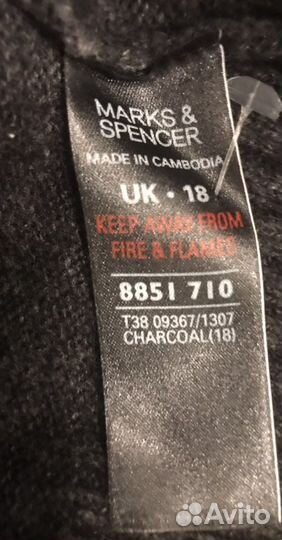 MARKS &
SPENCER
MADE IN CAMBODIA
UK · 18
KEEP AWAY FROM
FIRE & FLAMES
8851 710
T38 09367/1307
CHARCOAL(18)
Avito